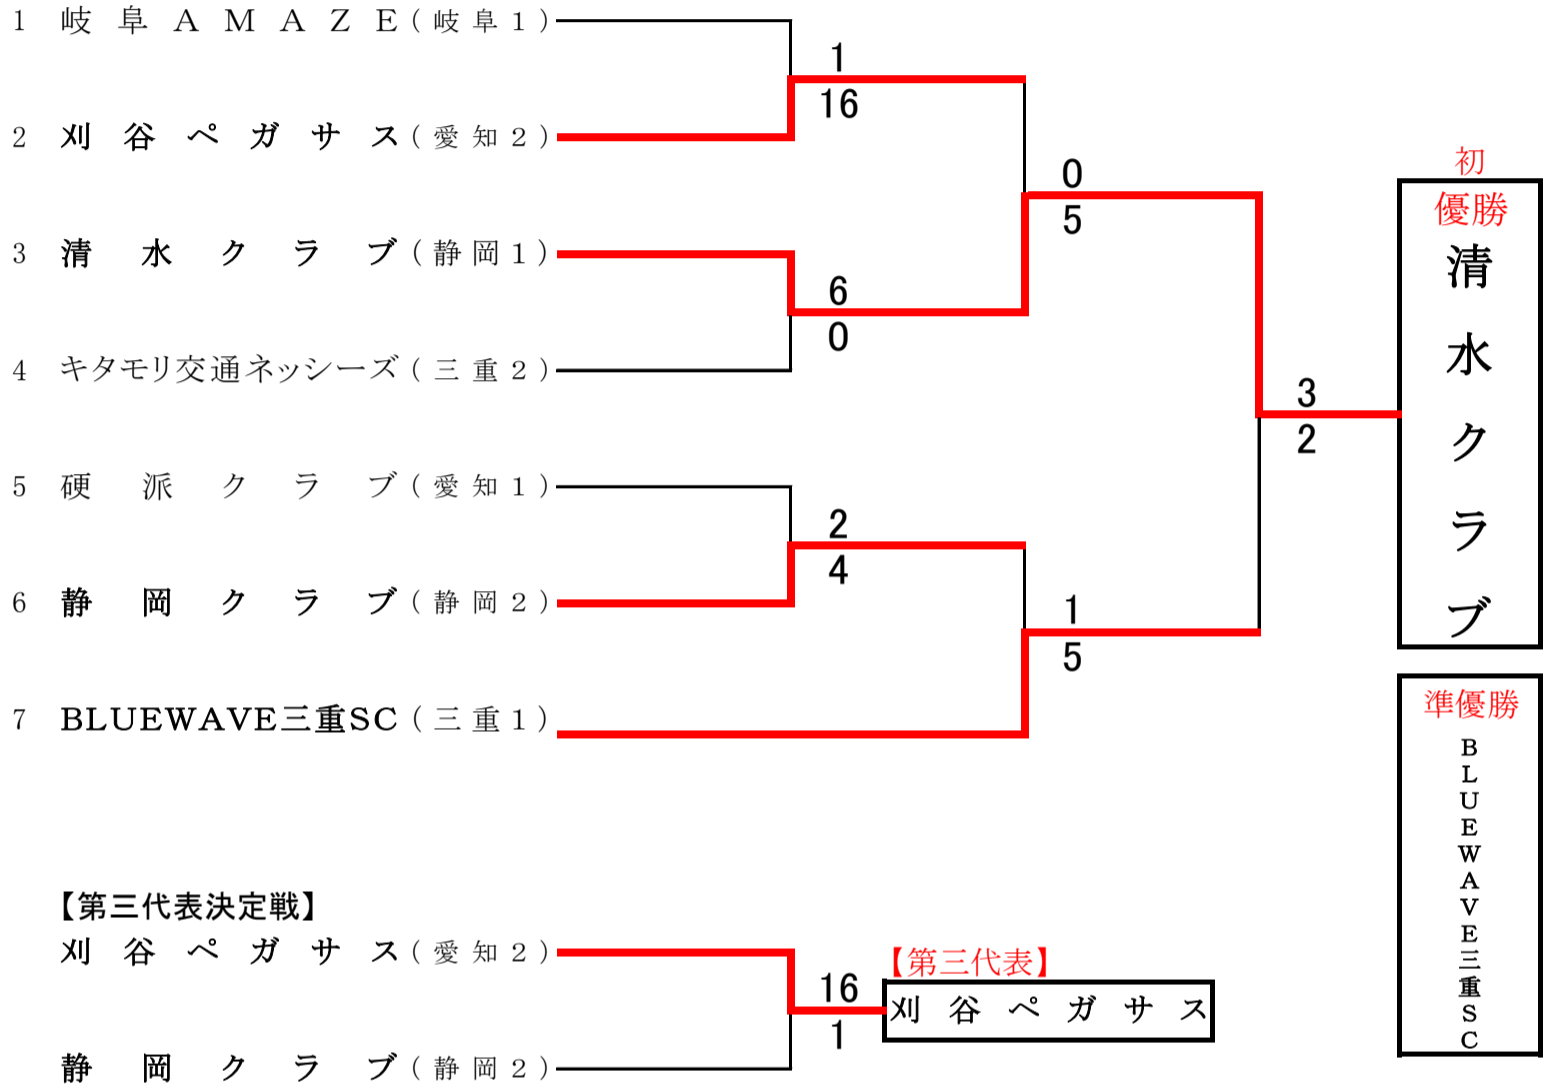 1 岐阜AMAZE(岐阜1)
1
16
2 刈谷ペガサス(愛知2)
0
5
3 清水クラブ(静岡1)
6
0
4 キタモリ交通ネッシーズ(三重2)
3
2
5 硬派クラブ(愛知1)
2
4
6 静岡クラブ(静岡2)
1
5
7 BLUEWAVE三重SC(三重1)
初
優勝
清水クラブ
準優勝
BLUEWAVE三重SC
【第三代表決定戦】
刈谷ペガサス(愛知2)
16
1
静岡クラブ(静岡2)
【第三代表】
刈谷ペガサス